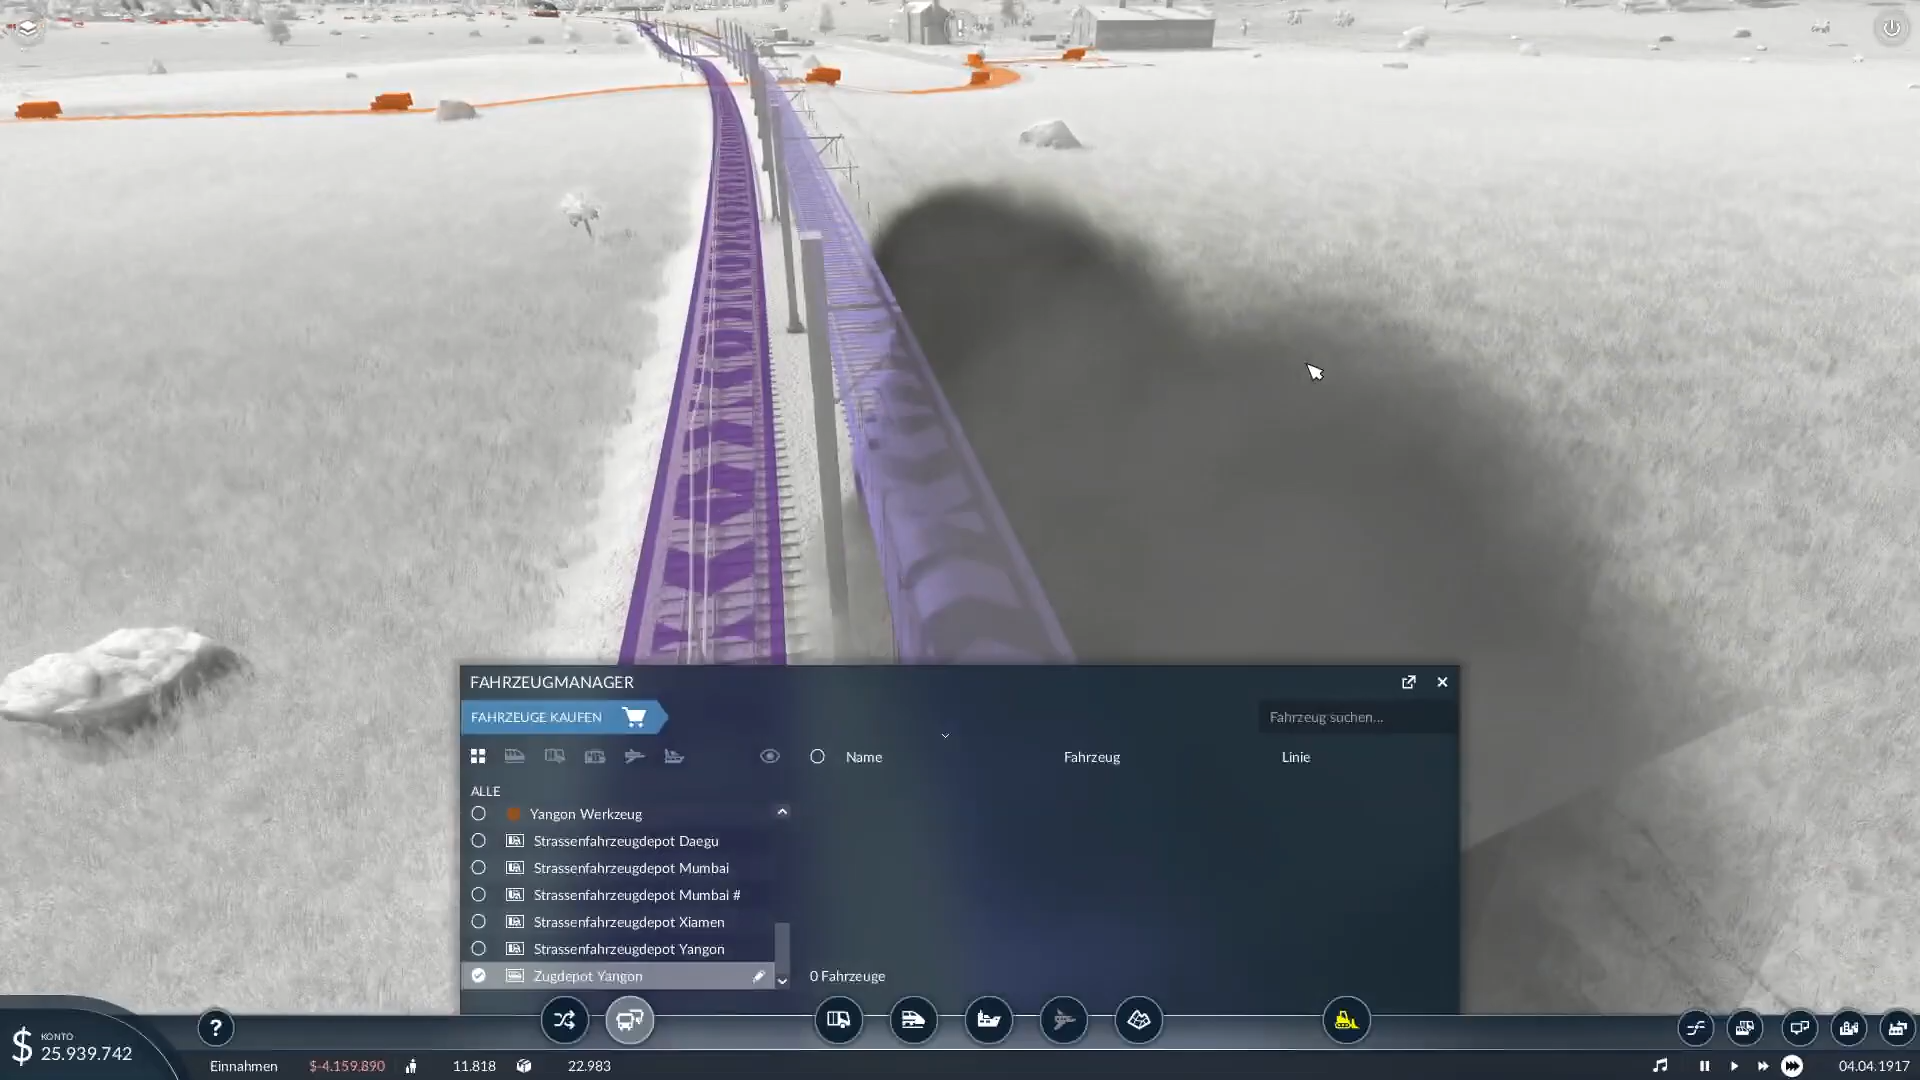 FAHRZEUGMANAGER
FAHRZEUGE KAUFEN
Fahrzeug suchen...
Name Fahrzeug Linie
ALLE
Yangon Werkzeug
Strassenfahrzeugdepot Daegu
Strassenfahrzeugdepot Mumbai
Strassenfahrzeugdepot Mumbai #
Strassenfahrzeugdepot Xiamen
Strassenfahrzeugdepot Yangon
Zugdepot Yangon
0 Fahrzeuge
?
$ KONTO
25.939.742
Einnahmen $-4.159.890 11.818 22.983 04.04.1917